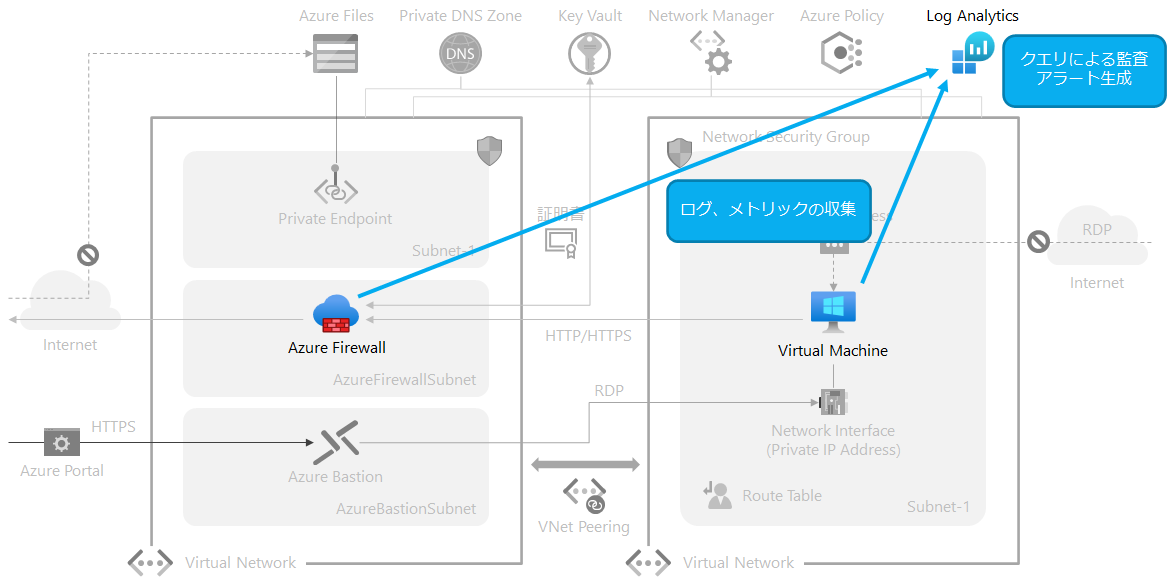 Azure Files
Private DNS Zone
Key Vault
Network Manager
Azure Policy
Log Analytics
DNS
クエリによる監査
アラート生成
Network Security Group
ログ、メトリックの収集
Private Endpoint
Subnet-1
証明書
RDP
Internet
Internet
Azure Firewall
AzureFirewallSubnet
HTTP/HTTPS
Virtual Machine
RDP
HTTPS
Azure Portal
Azure Bastion
AzureBastionSubnet
Network Interface
(Private IP Address)
Route Table
Subnet-1
VNet Peering
Virtual Network
Virtual Network